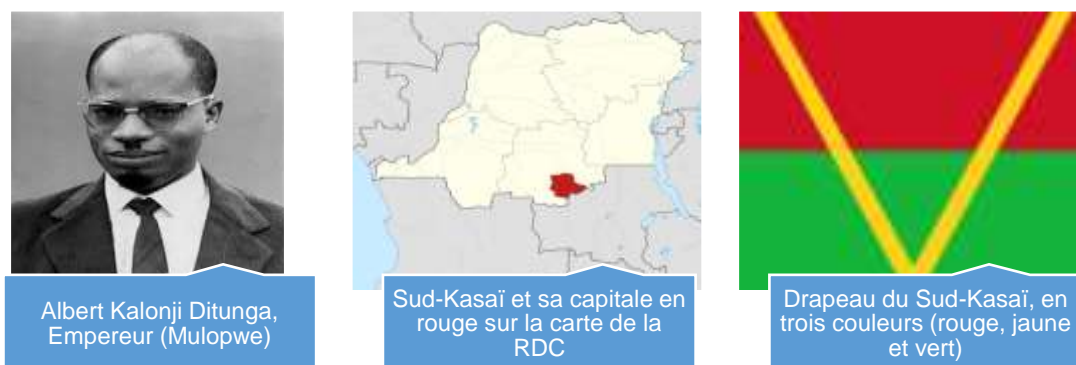 Albert Kalonji Ditunga,
Empereur (Mulopwe)
Sud-Kasaï et sa capitale en
rouge sur la carte de la
RDC
Drapeau du Sud-Kasaï, en
trois couleurs (rouge, jaune
et vert)